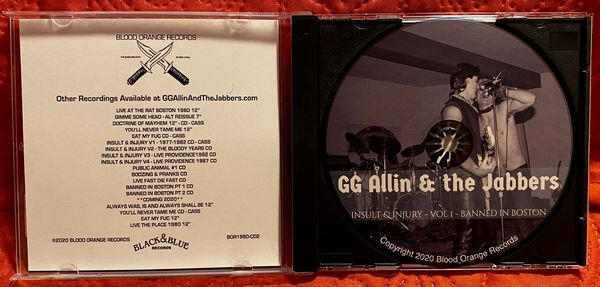 BLOOD ORANGE RECORDS
Other Recordings Available at GGAllinAndTheJabbers.com
LIVE AT THE RAT BOSTON 1980 12"
GIMME SOME HEAD - ALT REISSUE 7"
DOCTRINE OF MAYHEM 12" - CD - CASS
YOU'LL NEVER TAME ME 12"
EAT MY FUC CD - CASS
INSULT & INJURY V1 - 1977-1982 CD - CASS
INSULT & INJURY V2 - THE BLOODY YEARS CD
INSULT & INJURY V3 - LIVE PROVIDENCE1982 CD
INSULT & INJURY V4 - LIVE PROVIDENCE 1987 CD
PUBLIC ANIMAL #1 CD
BOOZING & PRANKS CD
LIVE FAST DIE FAST CD
BANNED IN BOSTON PT 1 CD
BANNED IN BOSTON PT 2 CD
**COMING 2020**
ALWAYS WAS, IS AND ALWAYS SHALL BE 12"
YOU'LL NEVER TAME ME - CD - CASS
EAT MY FUC 12"
LIVE THE PLACE 1980 12"
©2020 BLOOD ORANGE RECORDS
BLACK&BLUE
RECORDS
BOR1980-CD2
GG Allin & the Jabbers
INSULT & INJURY - VOL 1 - BANNED IN BOSTON
Copyright 2020 Blood Orange Records